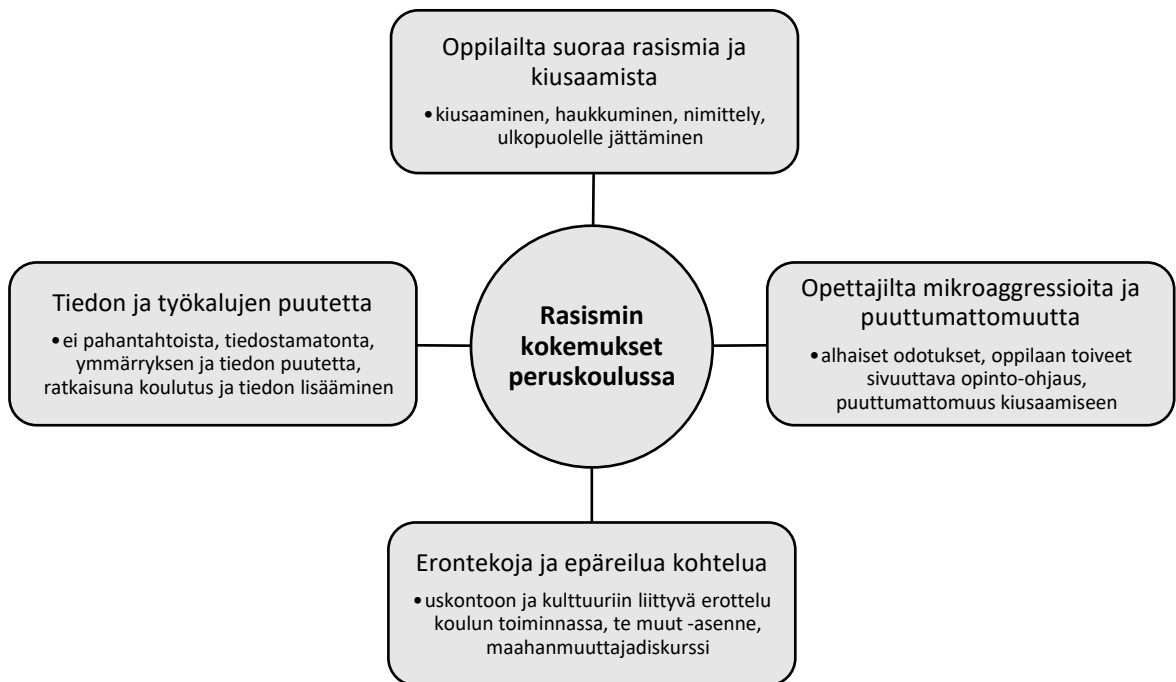 Oppilailta suoraa rasismia ja
kiusaamista
•kiusaaminen, haukkuminen, nimittely,
ulkopuolelle jättäminen
Tiedon ja työkalujen puutetta
•ei pahantahtoista, tiedostamatonta,
ymmärryksen ja tiedon puutetta,
ratkaisuna koulutus ja tiedon lisääminen
Rasismin
kokemukset
peruskoulussa
Opettajilta mikroaggressioita ja
puuttumattomuutta
•alhaiset odotukset, oppilaan toiveet
sivuuttava opinto-ohjaus,
puuttumattomuus kiusaamiseen
Erontekoja ja epäreilua kohtelua
•uskontoon ja kulttuuriin liittyvä erottelu
koulun toiminnassa, te muut -asenne,
maahanmuuttajadiskurssi